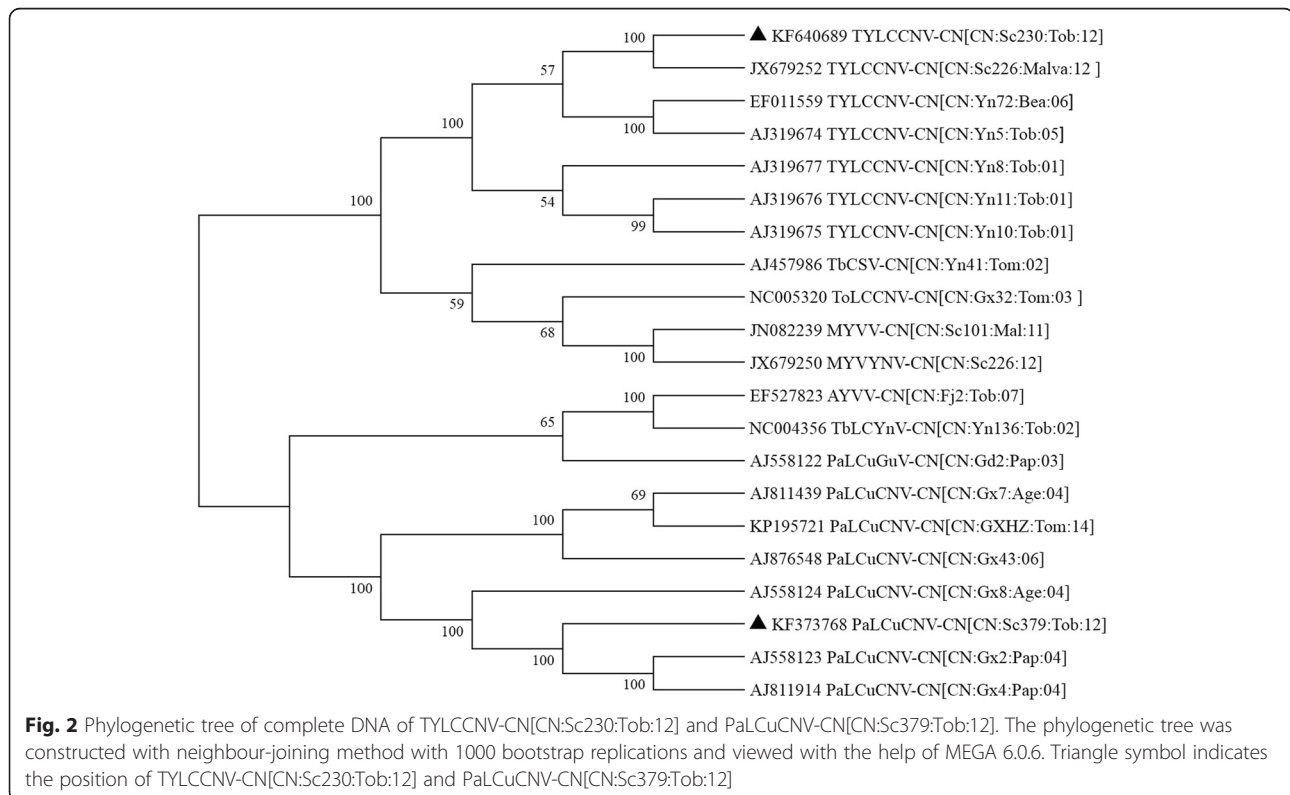 100
▲ KF640689 TYLCCNV-CN[CN:Sc230:Tob:12]
57
JX679252 TYLCCNV-CN[CN:Sc226:Malva:12 ]
100
EF011559 TYLCCNV-CN[CN:Yn72:Bea:06]
100
AJ319674 TYLCCNV-CN[CN:Yn5:Tob:05]
AJ319677 TYLCCNV-CN[CN:Yn8:Tob:01]
100
54
AJ319676 TYLCCNV-CN[CN:Yn11:Tob:01]
99
AJ319675 TYLCCNV-CN[CN:Yn10:Tob:01]
AJ457986 TbCSV-CN[CN:Yn41:Tom:02]
59
NC005320 ToLCCNV-CN[CN:Gx32:Tom:03 ]
68
JN082239 MYVV-CN[CN:Sc101:Mal:11]
100
JX679250 MYVYNV-CN[CN:Sc226:12]
100
EF527823 AYVV-CN[CN:Fj2:Tob:07]
65
NC004356 TbLCYnV-CN[CN:Yn136:Tob:02]
AJ558122 PaLCuGuV-CN[CN:Gd2:Pap:03]
69
AJ811439 PaLCuCNV-CN[CN:Gx7:Age:04]
100
KP195721 PaLCuCNV-CN[CN:GXHZ:Tom:14]
AJ876548 PaLCuCNV-CN[CN:Gx43:06]
100
AJ558124 PaLCuCNV-CN[CN:Gx8:Age:04]
100
▲ KF373768 PaLCuCNV-CN[CN:Sc379:Tob:12]
100
AJ558123 PaLCuCNV-CN[CN:Gx2:Pap:04]
100
AJ811914 PaLCuCNV-CN[CN:Gx4:Pap:04]
Fig. 2 Phylogenetic tree of complete DNA of TYLCCNV-CN[CN:Sc230:Tob:12] and PaLCuCNV-CN[CN:Sc379:Tob:12]. The phylogenetic tree was
constructed with neighbour-joining method with 1000 bootstrap replications and viewed with the help of MEGA 6.0.6. Triangle symbol indicates
the position of TYLCCNV-CN[CN:Sc230:Tob:12] and PaLCuCNV-CN[CN:Sc379:Tob:12]